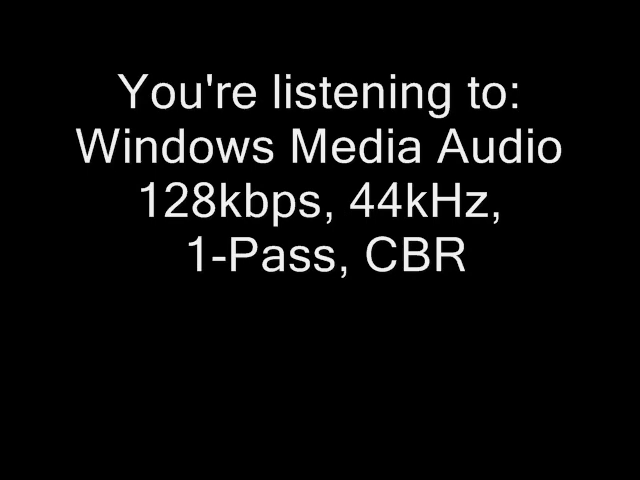 You're listening to:
Windows Media Audio
128kbps, 44kHz,
1-Pass, CBR